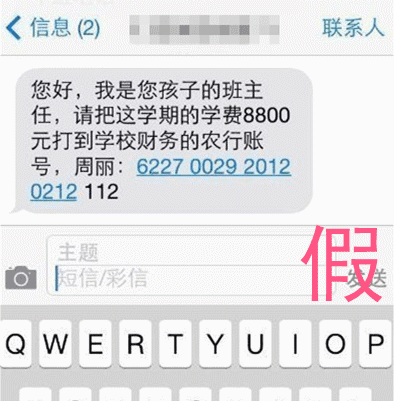 信息 (2)
联系人
您好，我是您孩子的班主
任，请把这学期的学费8800
元打到学校财务的农行账
号，周丽：6227 0029 2012
0212 112
主题
短信/彩信
发送
假
Q W E R T Y U I O P